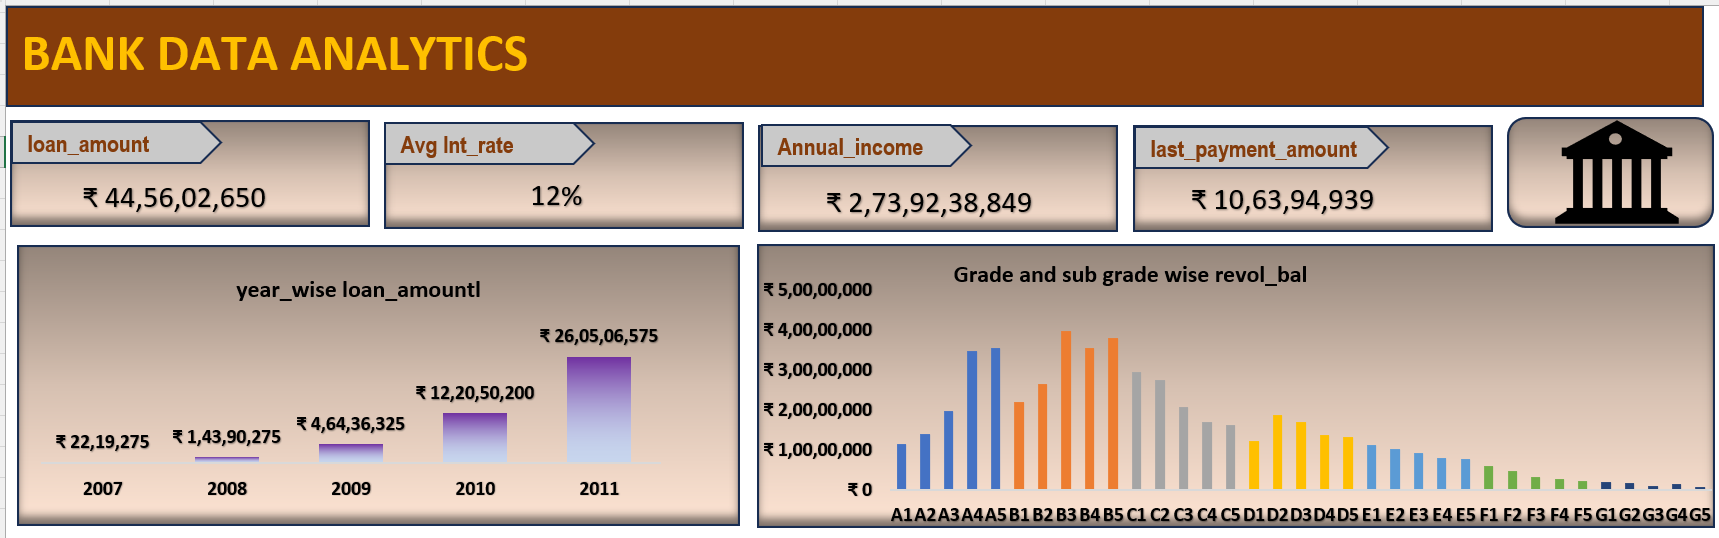 BANK DATA ANALYTICS
loan_amount
₹ 44,56,02,650
Avg Int_rate
12%
Annual_income
₹ 2,73,92,38,849
last_payment_amount
₹ 10,63,94,939
year_wise loan_amountl
₹ 22,19,275
₹ 1,43,90,275
₹ 4,64,36,325
₹ 12,20,50,200
₹ 26,05,06,575
2007 2008 2009 2010 2011
Grade and sub grade wise revol_bal
₹ 5,00,00,000
₹ 4,00,00,000
₹ 3,00,00,000
₹ 2,00,00,000
₹ 1,00,00,000
₹ 0
A1 A2 A3 A4 A5 B1 B2 B3 B4 B5 C1 C2 C3 C4 C5 D1 D2 D3 D4 D5 E1 E2 E3 E4 E5 F1 F2 F3 F4 F5 G1 G2 G3 G4 G5